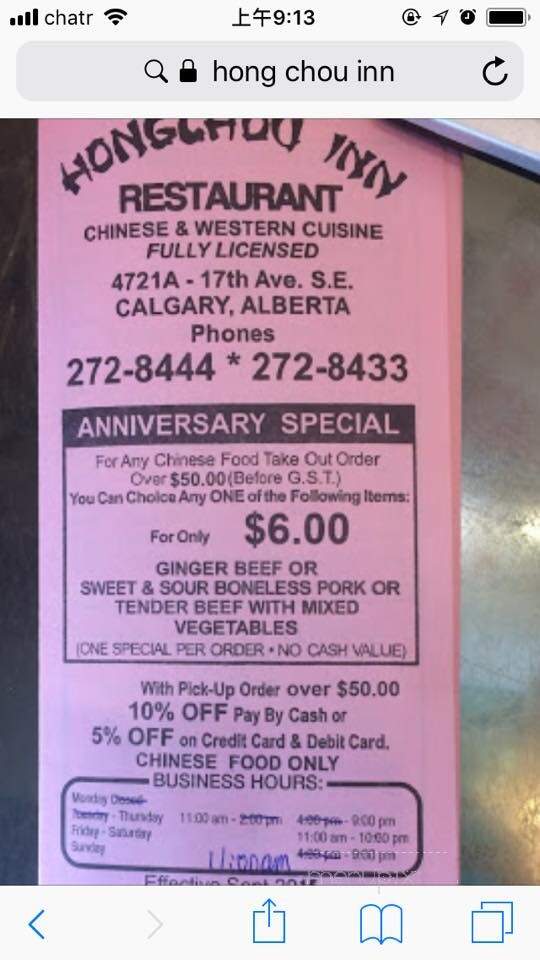 chatr 上午9:13
hong chou inn
HONGCHOU INN
RESTAURANT
CHINESE & WESTERN CUISINE
FULLY LICENSED
4721A - 17th Ave. S.E.
CALGARY, ALBERTA
Phones
272-8444 * 272-8433
ANNIVERSARY SPECIAL
For Any Chinese Food Take Out Order
Over $50.00(Before G.S.T.)
You Can Choice Any ONE of the Following Items:
For Only $6.00
GINGER BEEF OR
SWEET & SOUR BONELESS PORK OR
TENDER BEEF WITH MIXED
VEGETABLES
(ONE SPECIAL PER ORDER • NO CASH VALUE)
With Pick-Up Order over $50.00
10% OFF Pay By Cash or
5% OFF on Credit Card & Debit Card.
CHINESE FOOD ONLY
BUSINESS HOURS:
Monday Closed
Tuesday - Thursday 11:00 am - 2:00 pm 4:00 pm - 9:00 pm
Friday - Saturday 11:00 am - 10:00 pm
Sunday 11:00am 4:00 pm - 9:00 pm
Effective Sept 2015